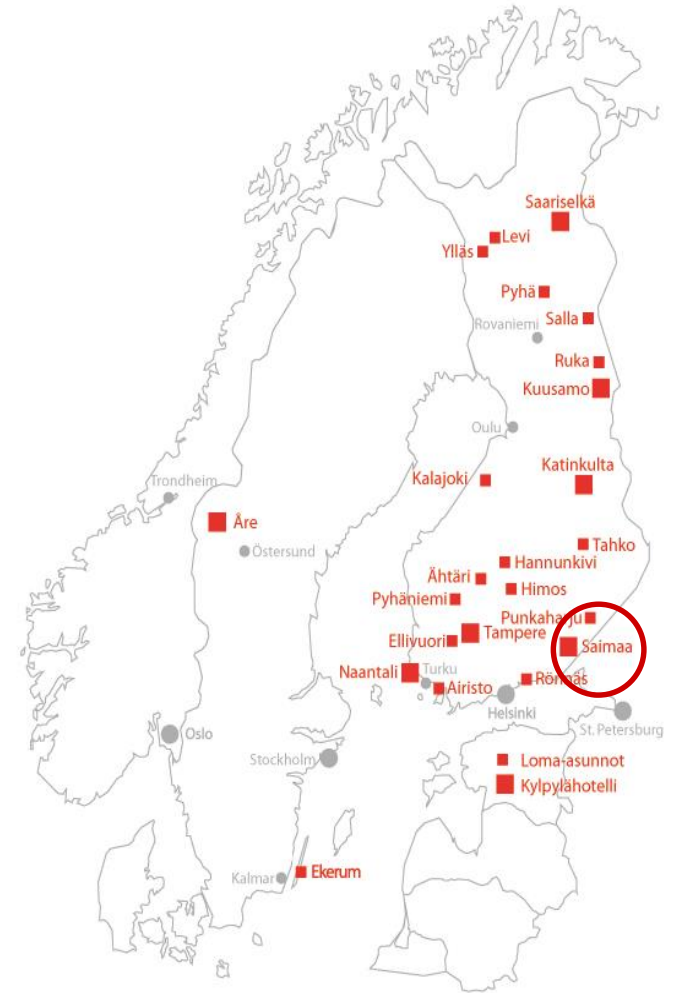 Saariselkä
Levi
Ylläs
Pyhä
Salla
Rovaniemi
Ruka
Kuusamo
Oulu
Katinkulta
Kalajoki
Trondheim
Åre
Östersund
Tahko
Hannunkivi
Ähtäri
Himos
Pyhäniemi
Punkaharju
Tampere
Ellivuori
Saimaa
Naantali
Turku
Rönnäs
Airisto
Helsinki
St. Petersburg
Oslo
Stockholm
Loma-asunnot
Kylpylähotelli
Kalmar
Ekerum